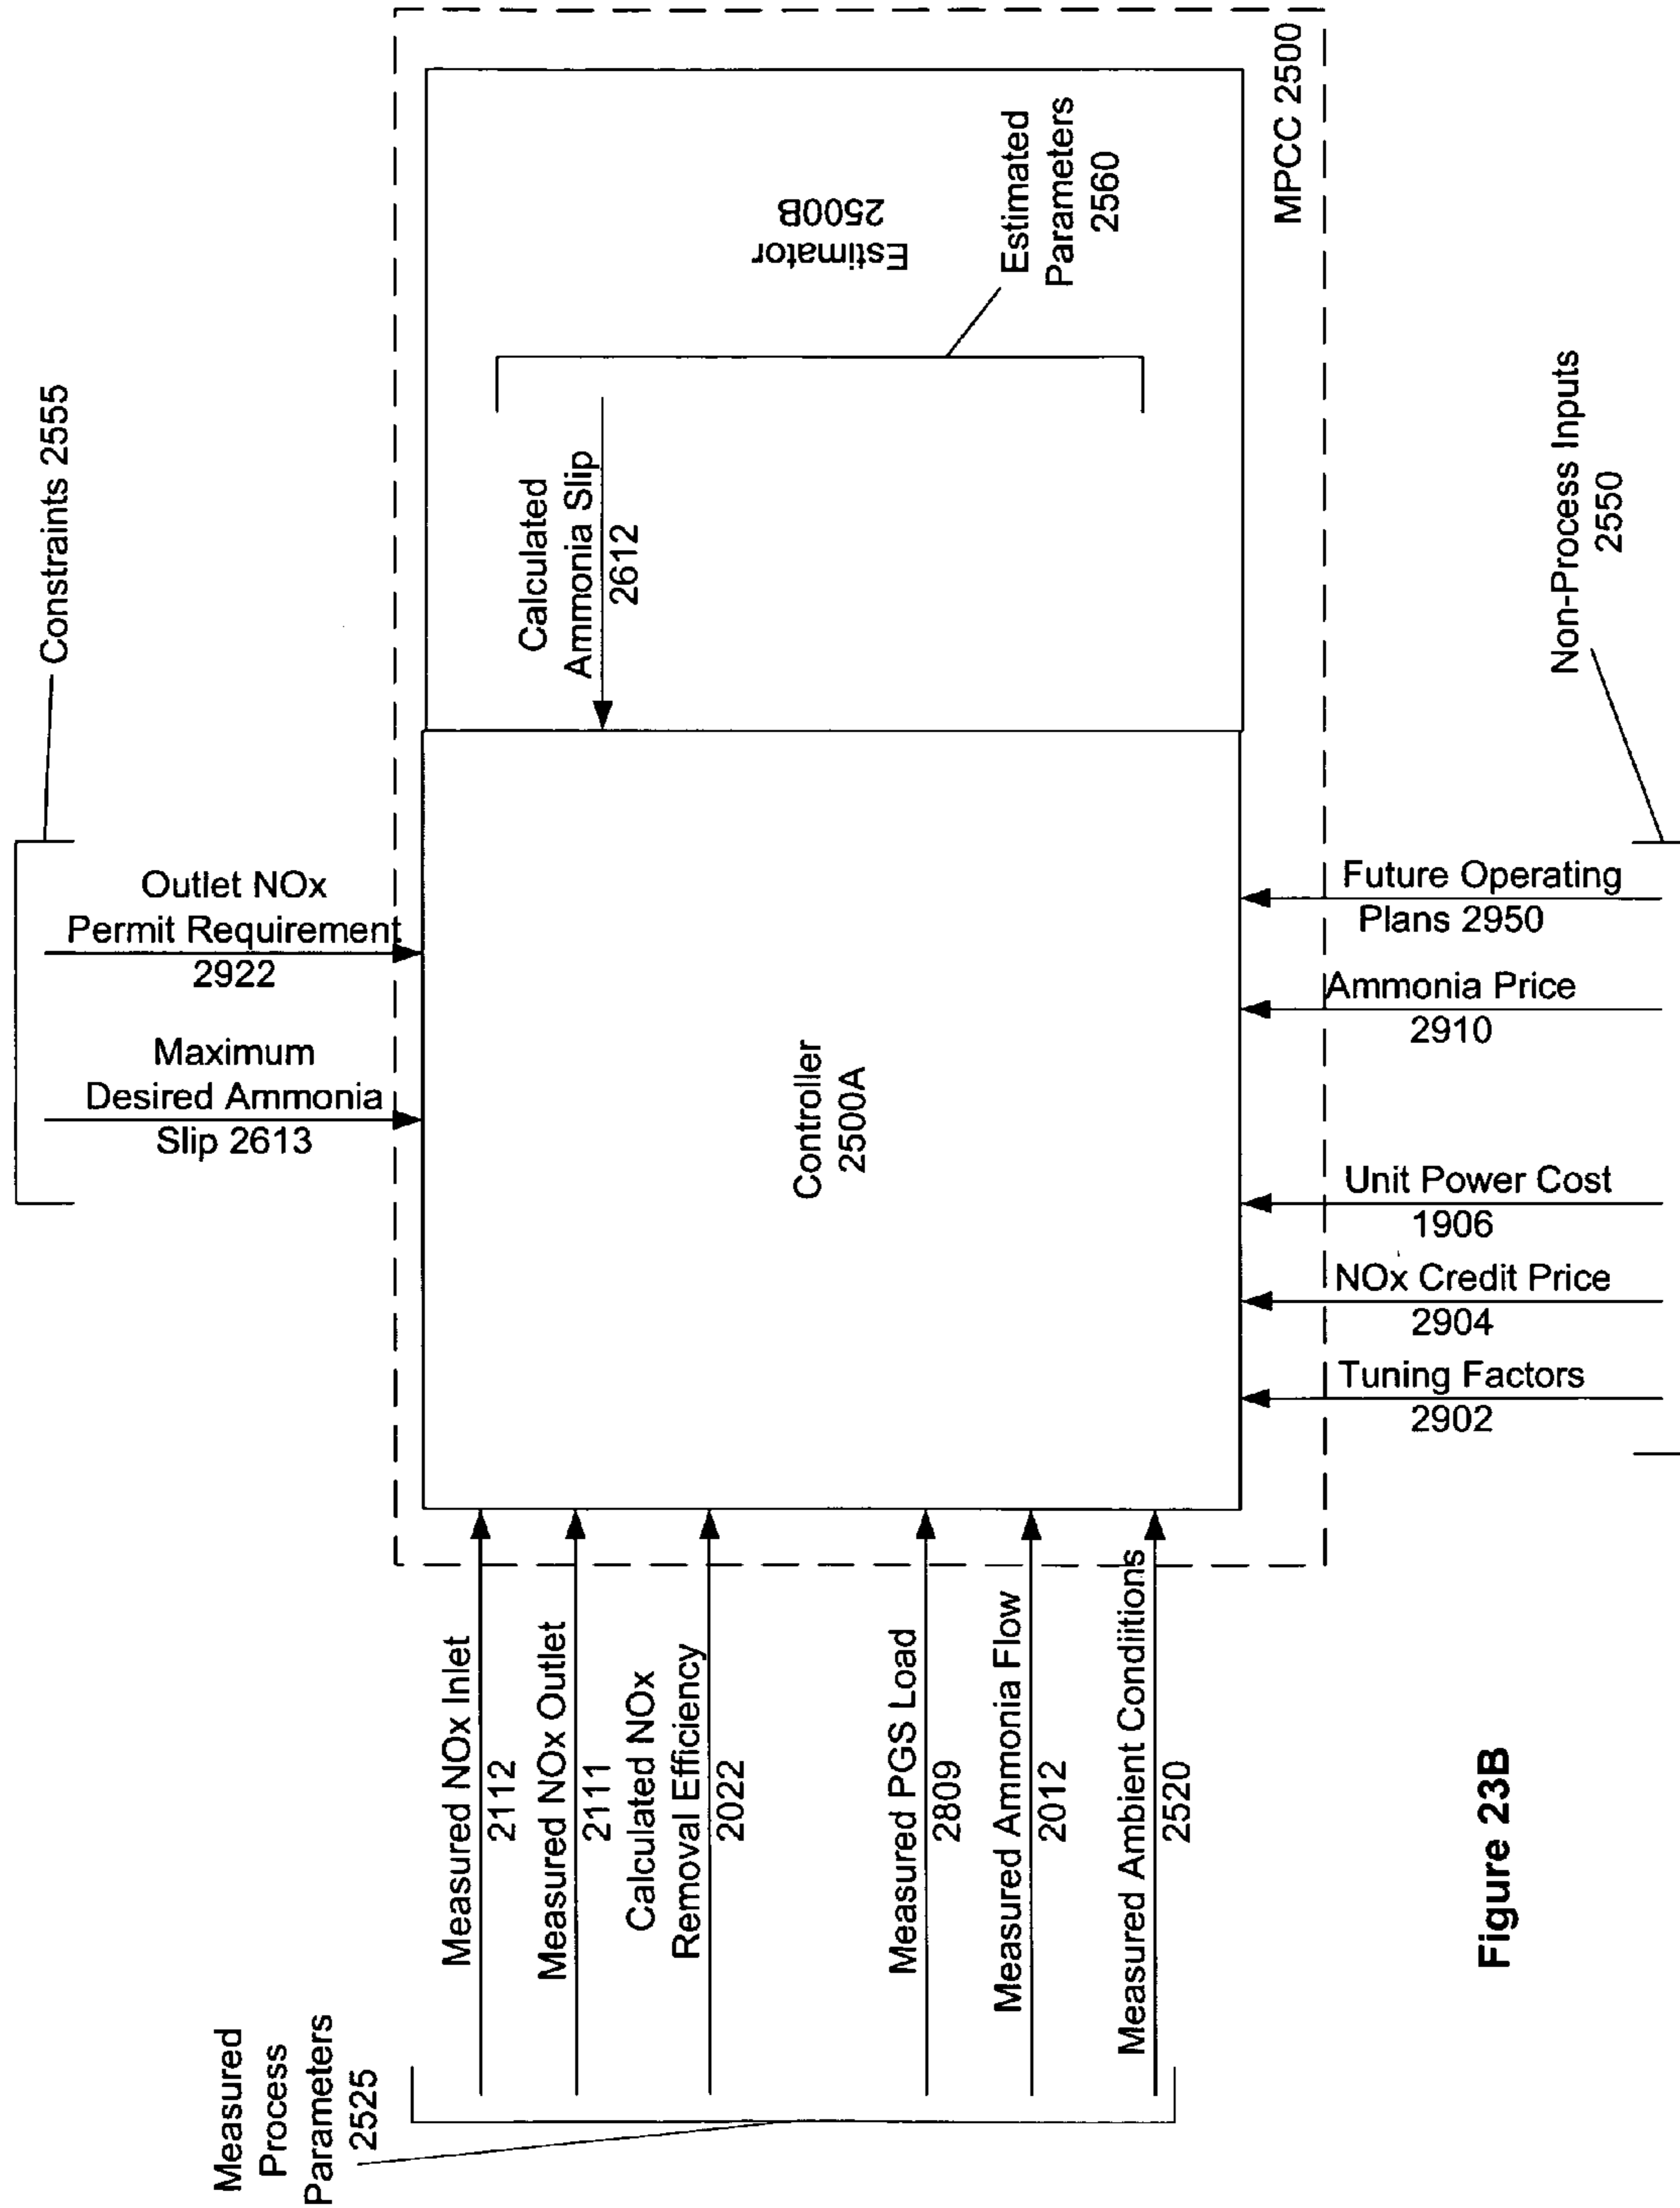 Constraints 2555
Outlet NOx
Permit Requirement
2922
Maximum
Desired Ammonia
Slip 2613
Measured
Process
Parameters
2525
Measured NOx Inlet
2112
Measured NOx Outlet
2111
Calculated NOx
Removal Efficiency
2022
Measured PGS Load
2809
Measured Ammonia Flow
2012
Measured Ambient Condiitions
2520
Controller
2500A
Calculated
Ammonia Slip
2612
Estimator
2500B
Estimated
Parameters
2560
MPCC 2500
Tuning Factors
2902
NOx Credit Price
2904
Unit Power Cost
1906
Ammonia Price
2910
Future Operating
Plans 2950
Non-Process Inputs
2550
Figure 23B